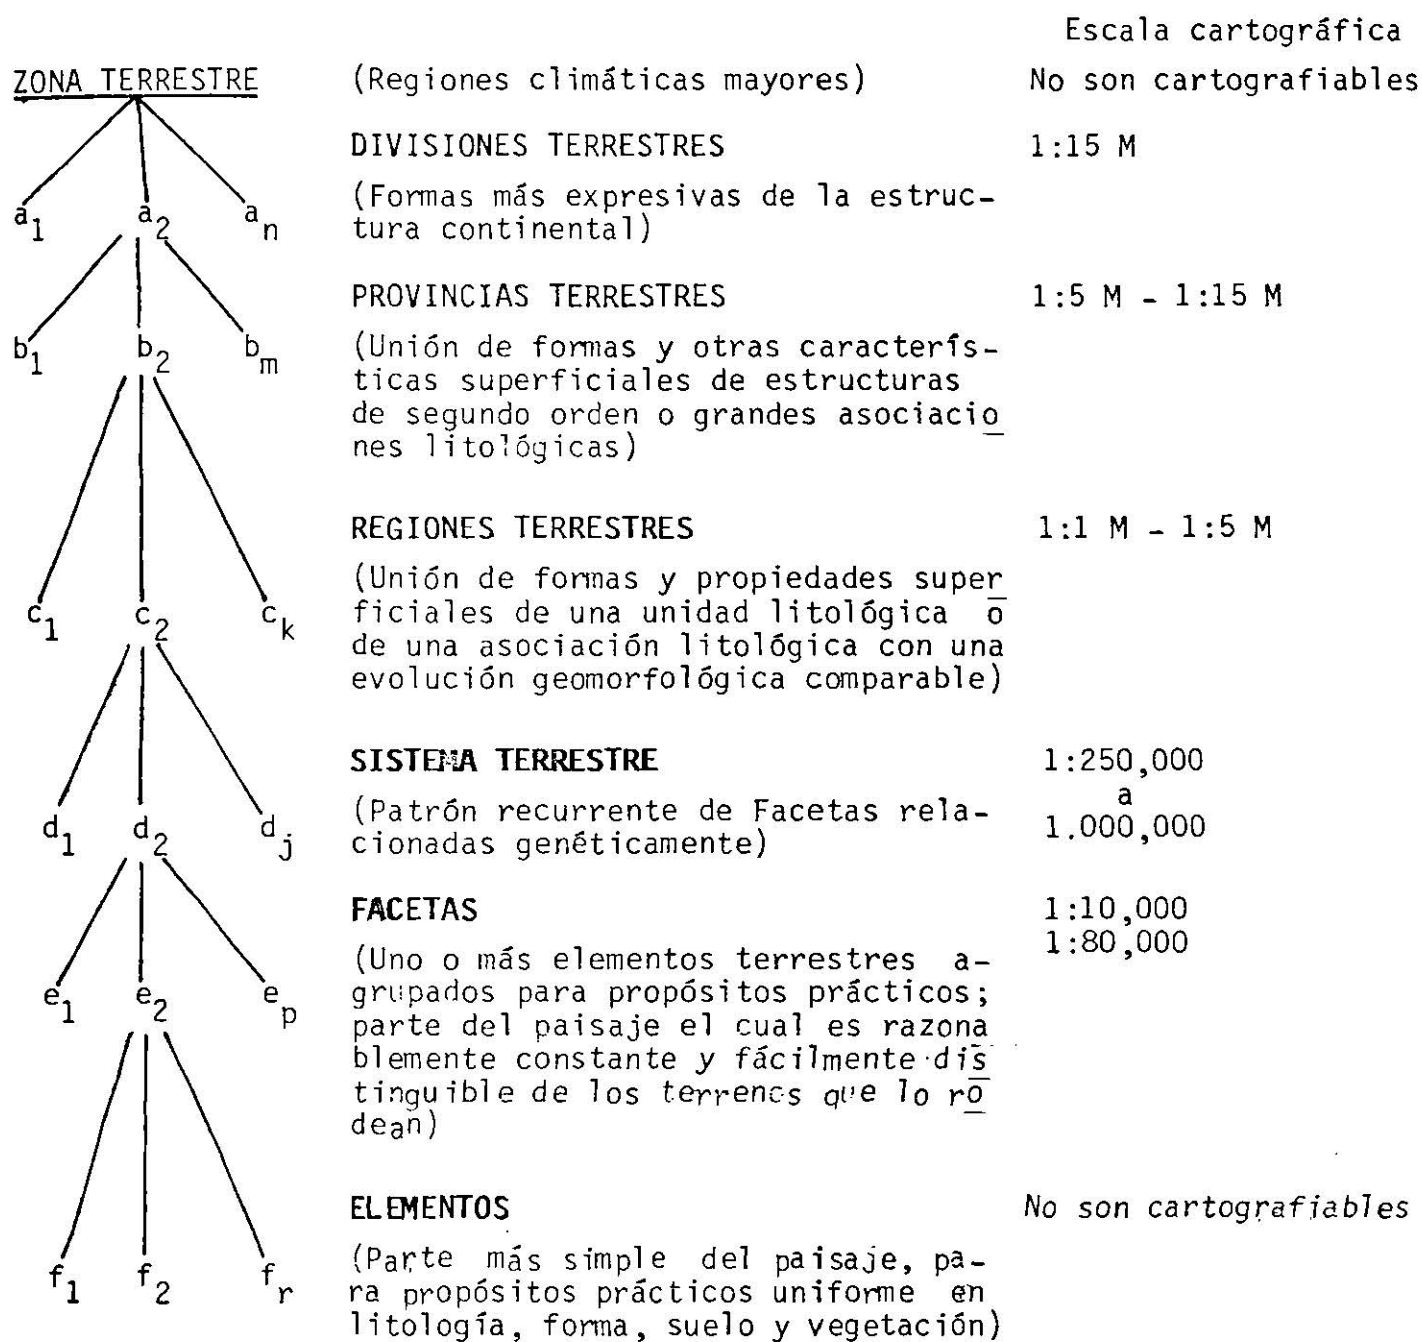 Escala cartográfica
ZONA TERRESTRE (Regiones climáticas mayores) No son cartografiables
DIVISIONES TERRESTRES 1:15 M
(Formas más expresivas de la estruc-
a1 a2 an tura continental)
PROVINCIAS TERRESTRES 1:5 M - 1:15 M
b1 b2 bm (Unión de formas y otras caracterís-
ticas superficiales de estructuras
de segundo orden o grandes asociacio
nes litológicas)
REGIONES TERRESTRES 1:1 M - 1:5 M
(Unión de formas y propiedades super
c1 c2 ck ficiales de una unidad litológica o
de una asociación litológica con una
evolución geomorfológica comparable)
SISTEMA TERRESTRE 1:250,000
a
d1 d2 dj (Patrón recurrente de Facetas rela- 1.000,000
cionadas genéticamente)
FACETAS 1:10,000
1:80,000
(Uno o más elementos terrestres a-
e1 e2 ep grupados para propósitos prácticos;
parte del paisaje el cual es razona
blemente constante y fácilmente dis
tinguible de los terrenos que lo ro
dean)
ELEMENTOS No son cartografiables
f1 f2 fr (Parte más simple del paisaje, pa-
ra propósitos prácticos uniforme en
litología, forma, suelo y vegetación)